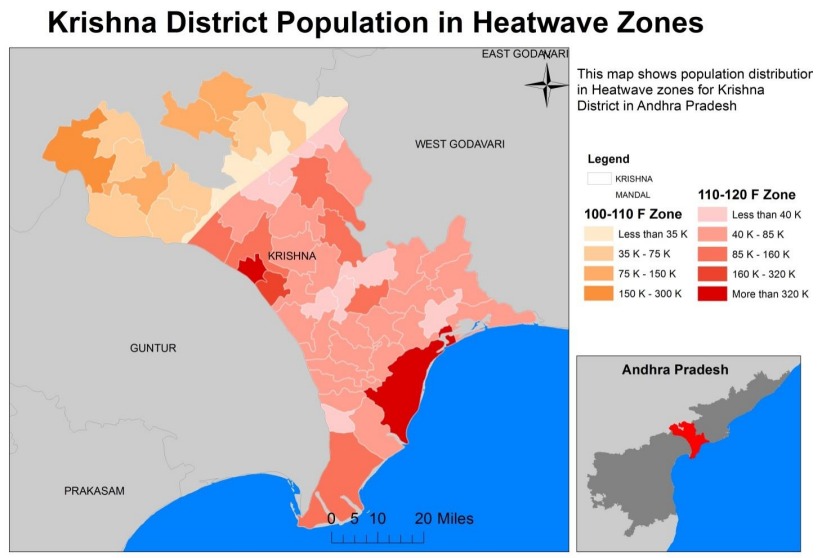 Krishna District Population in Heatwave Zones
EAST GODAVARI
N
WEST GODAVARI
KRISHNA
GUNTUR
PRAKASAM
0 5 10 20 Miles
This map shows population distribution
in Heatwave zones for Krishna
District in Andhra Pradesh
Legend
KRISHNA
MANDAL
100-110 F Zone
Less than 35 K
35 K - 75 K
75 K - 150 K
150 K - 300 K
110-120 F Zone
Less than 40 K
40 K - 85 K
85 K - 160 K
160 K - 320 K
More than 320 K
Andhra Pradesh